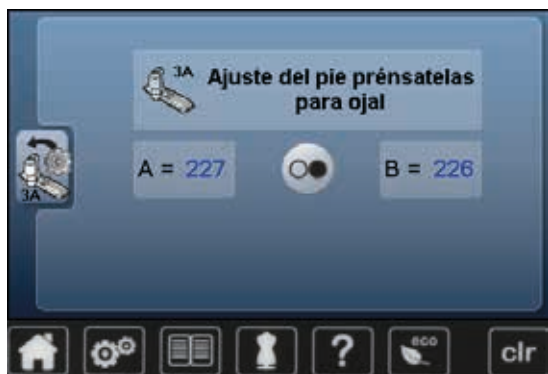 3A Ajuste del pie prénsatelas
para ojal
A = 227
B = 226
3A
?
eco
clr